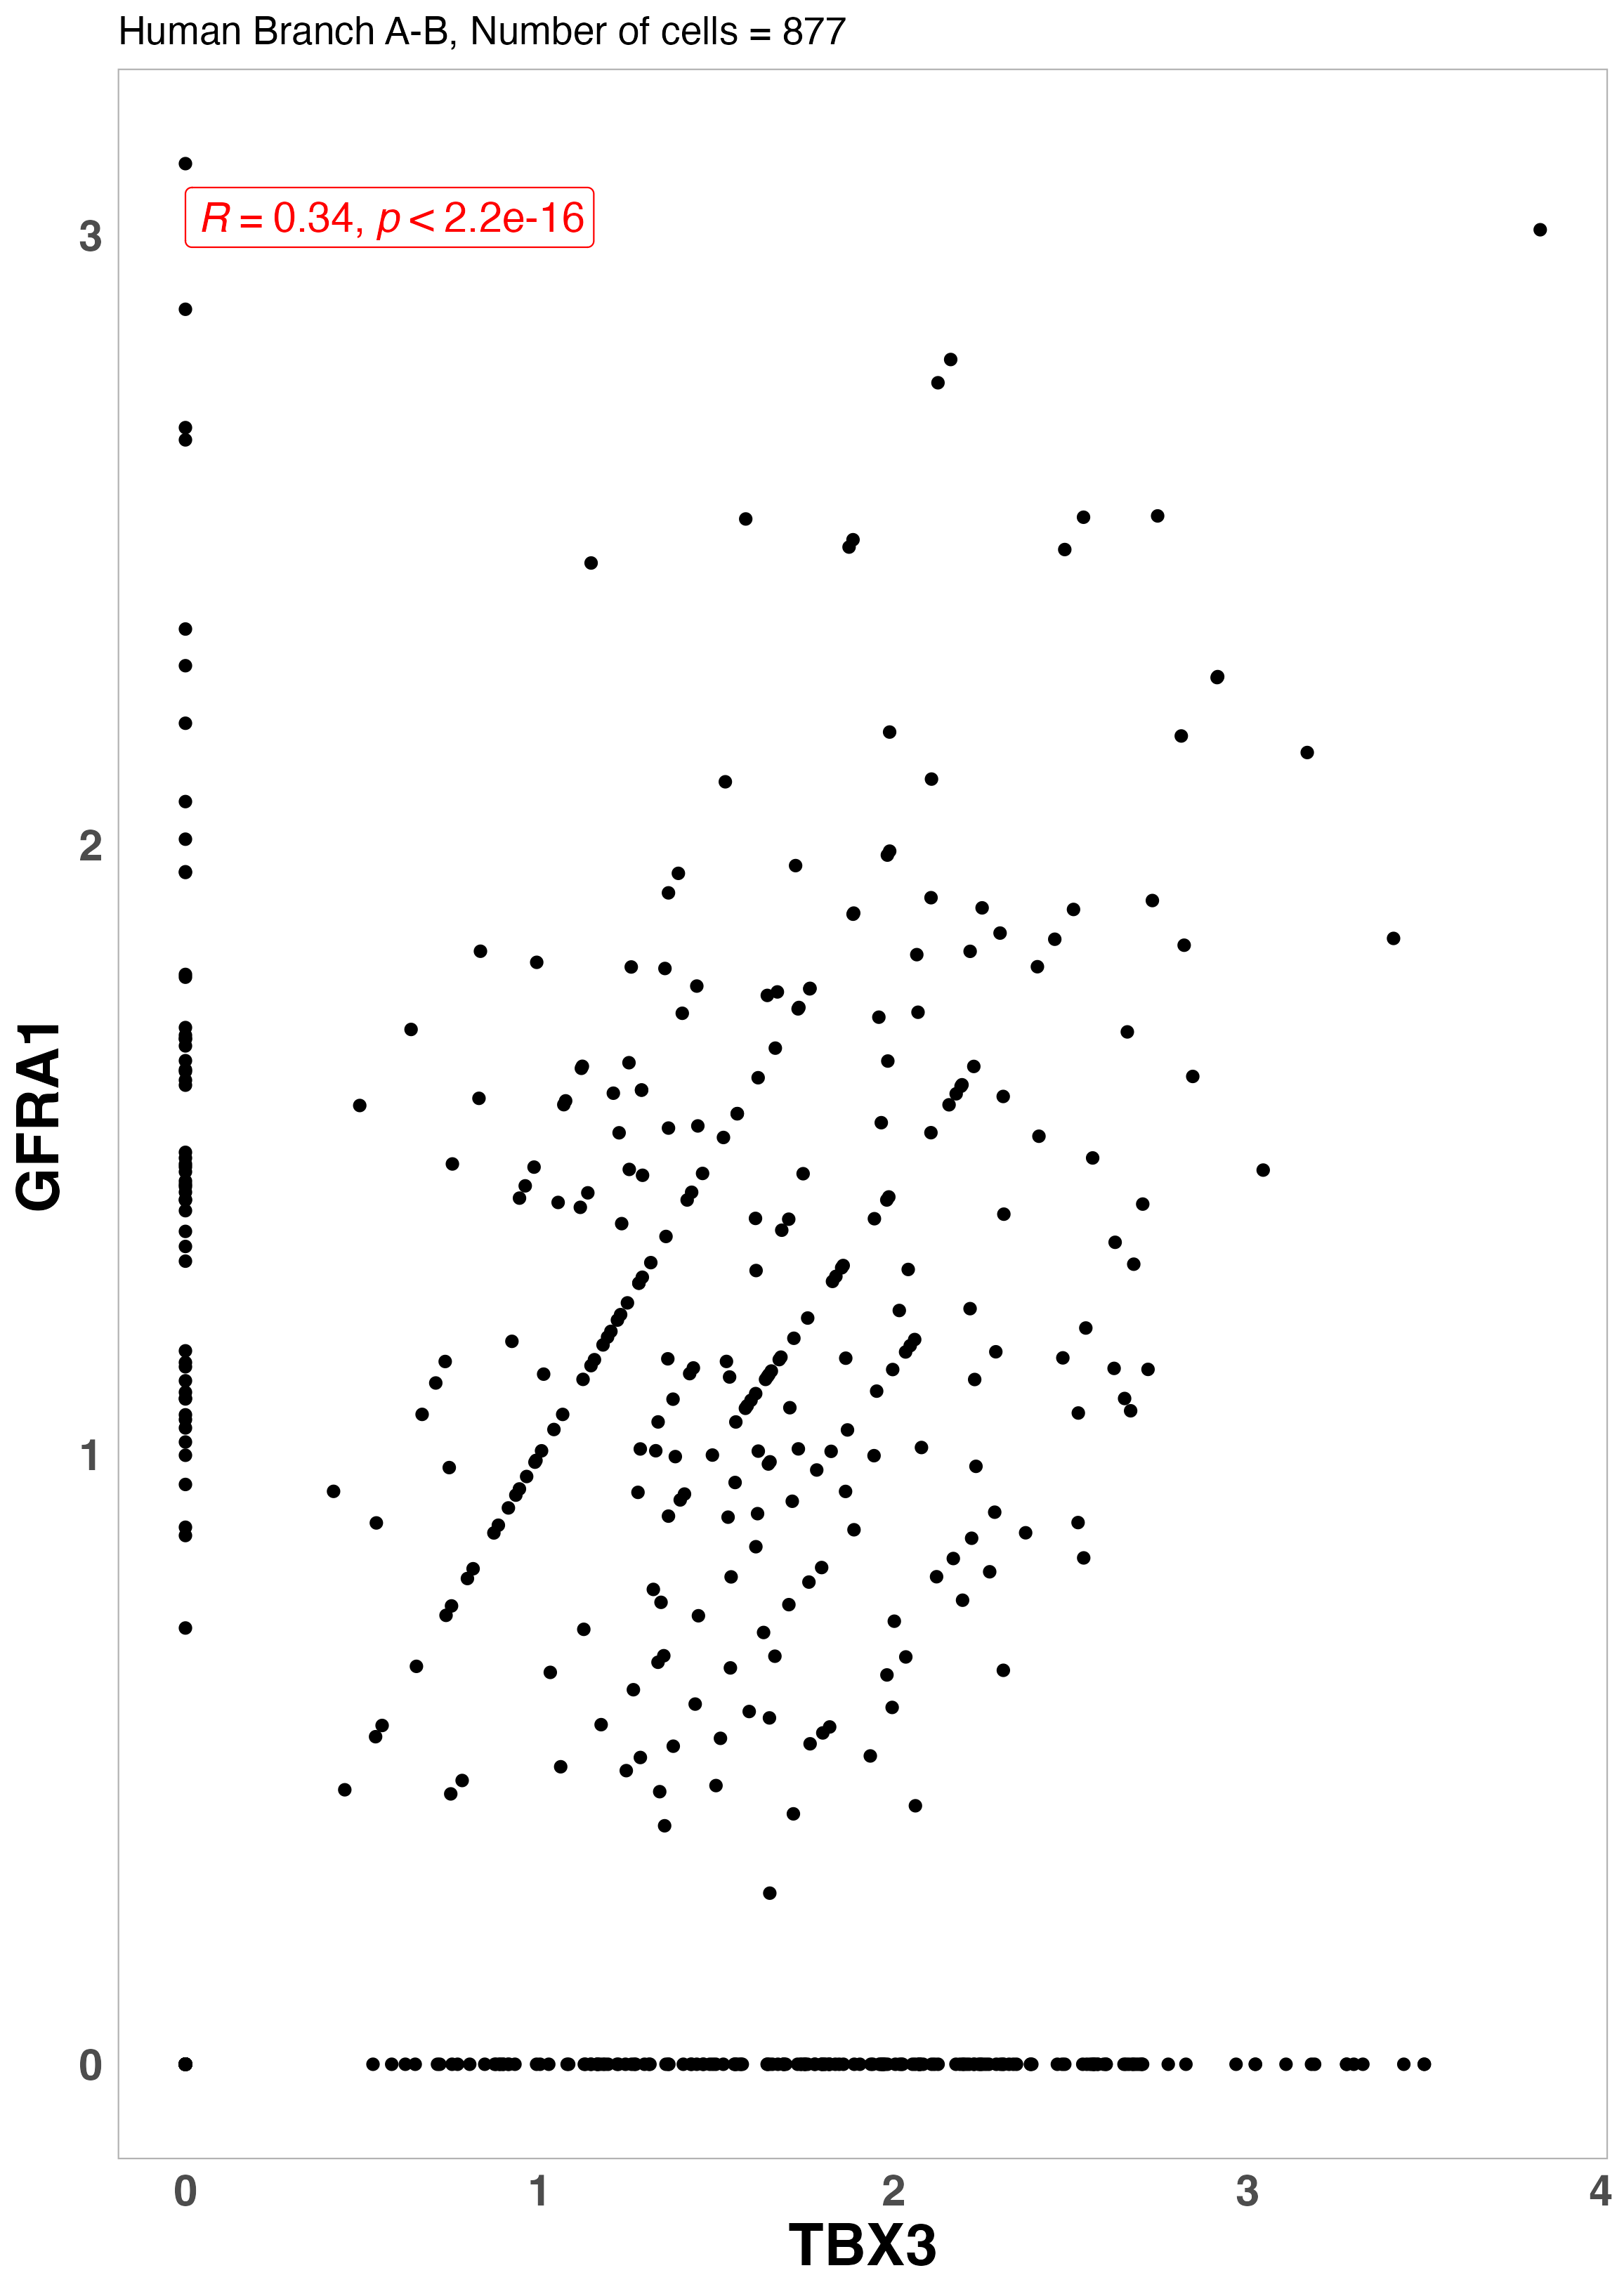 Human Branch A-B, Number of cells = 877
R = 0.34, p < 2.2e-16
3
2
1
0
GFRA1
0 1 2 3 4
TBX3